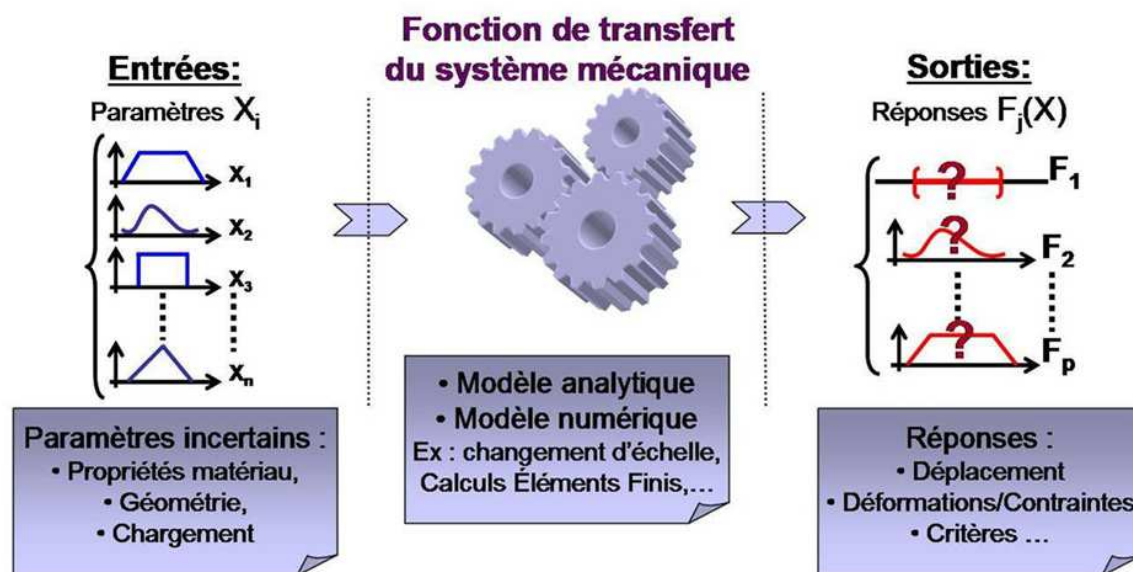 Fonction de transfert
du système mécanique
Entrées:
Paramètres Xi
X1
X2
X3
Xn
Sorties:
Réponses Fj(X)
?
F1
?
F2
?
Fp
Paramètres incertains :
• Propriétés matériau,
• Géométrie,
• Chargement
• Modèle analytique
• Modèle numérique
Ex : changement d'échelle,
Calculs Éléments Finis,...
Réponses :
• Déplacement
• Déformations/Contraintes
• Critères ...